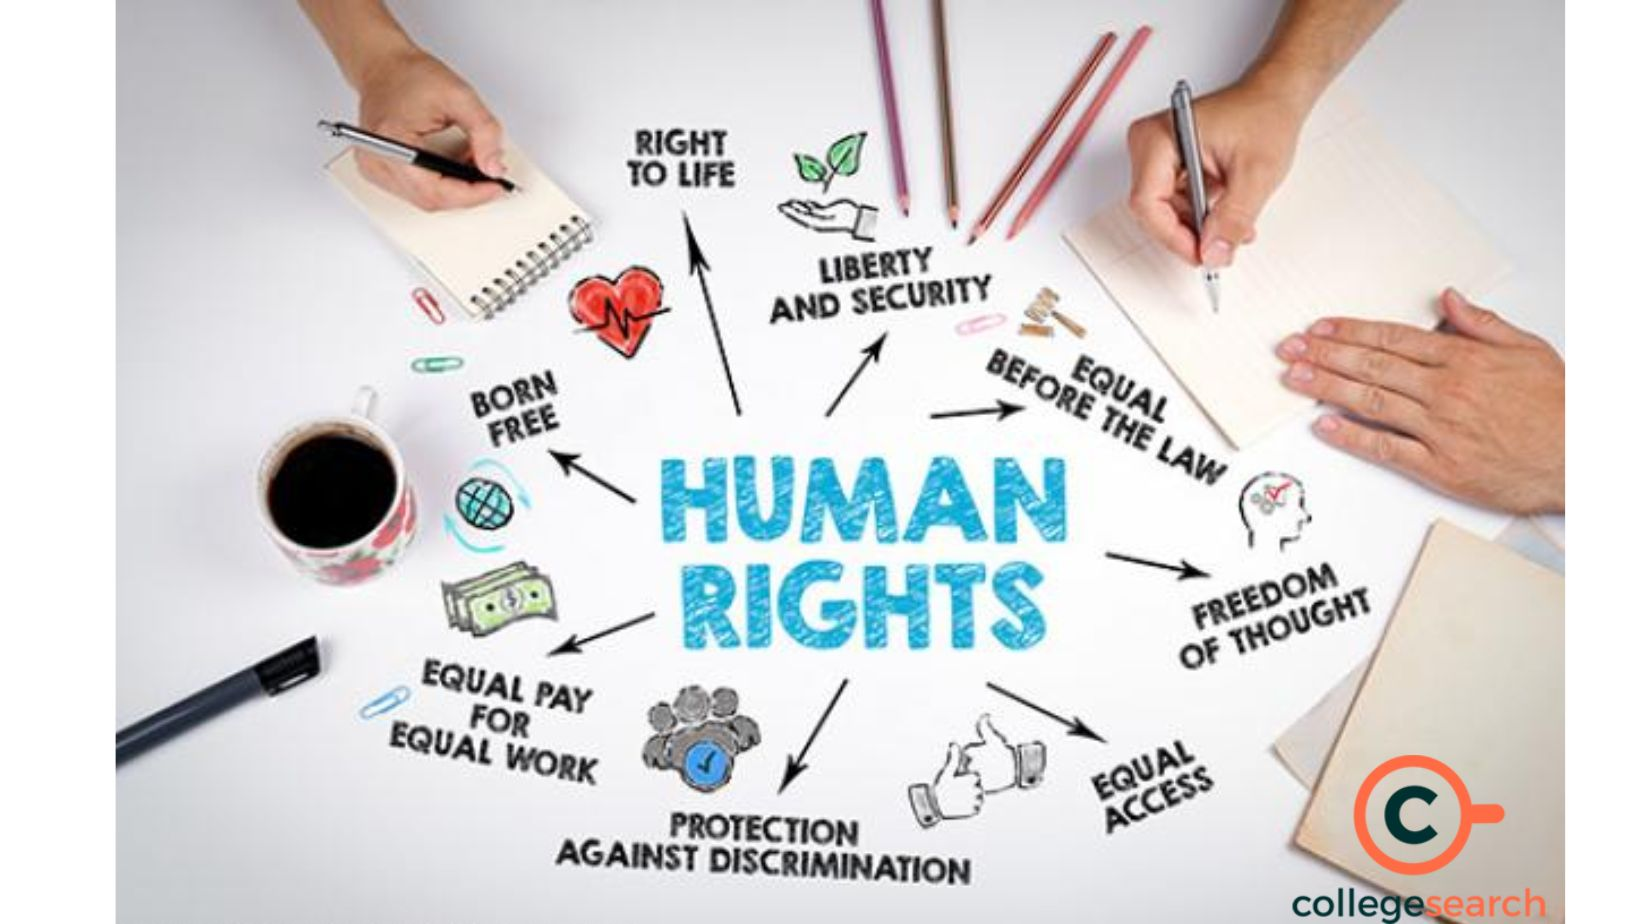 RIGHT
TO LIFE
LIBERTY
AND SECURITY
EQUAL
BEFORE THE LAW
BORN
FREE
HUMAN
RIGHTS
FREEDOM
OF THOUGHT
EQUAL PAY
FOR
EQUAL WORK
EQUAL
ACCESS
PROTECTION
AGAINST DISCRIMINATION
C
collegesearch